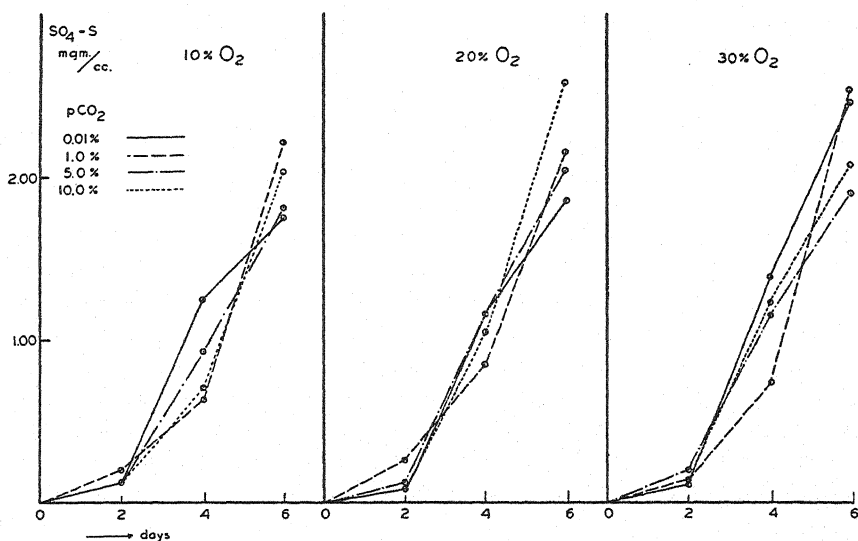 SO4-S
mgm./cc.
10% O2
20% O2
30% O2
pCO2
0.01%
1.0 %
5.0 %
10.0 %
2.00
1.00
0 2 4 6
0 2 4 6
0 2 4 6
days